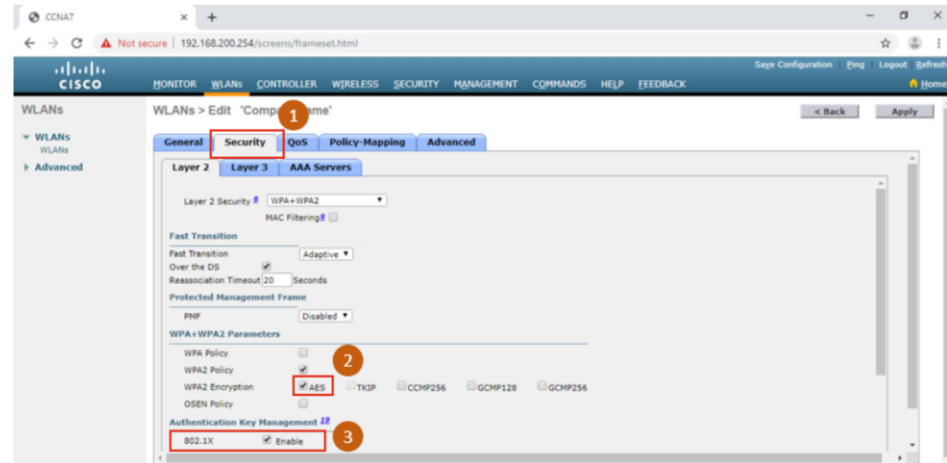 CCNA7
Not secure | 192.168.200.254/screens/frameset.html
Save Configuration Ping Logout Refresh
CISCO MONITOR WLANs CONTROLLER WIRELESS SECURITY MANAGEMENT COMMANDS HELP FEEDBACK Home
WLANs WLANs > Edit 'Compa ame' < Back Apply
1
WLANs
WLANs
Advanced
General Security QoS Policy-Mapping Advanced
Layer 2 Layer 3 AAA Servers
Layer 2 Security 6 WPA+WPA2
MAC Filtering 9
Fast Transition
Fast Transition Adaptive
Over the DS
Reassociation Timeout 20 Seconds
Protected Management Frame
PMF Disabled
WPA+WPA2 Parameters
WPA Policy
2
WPA2 Policy
WPA2 Encryption AES TKIP CCMP256 GCMP128 GCMP256
OSEN Policy
Authentication Key Management 19
802.1X Enable
3